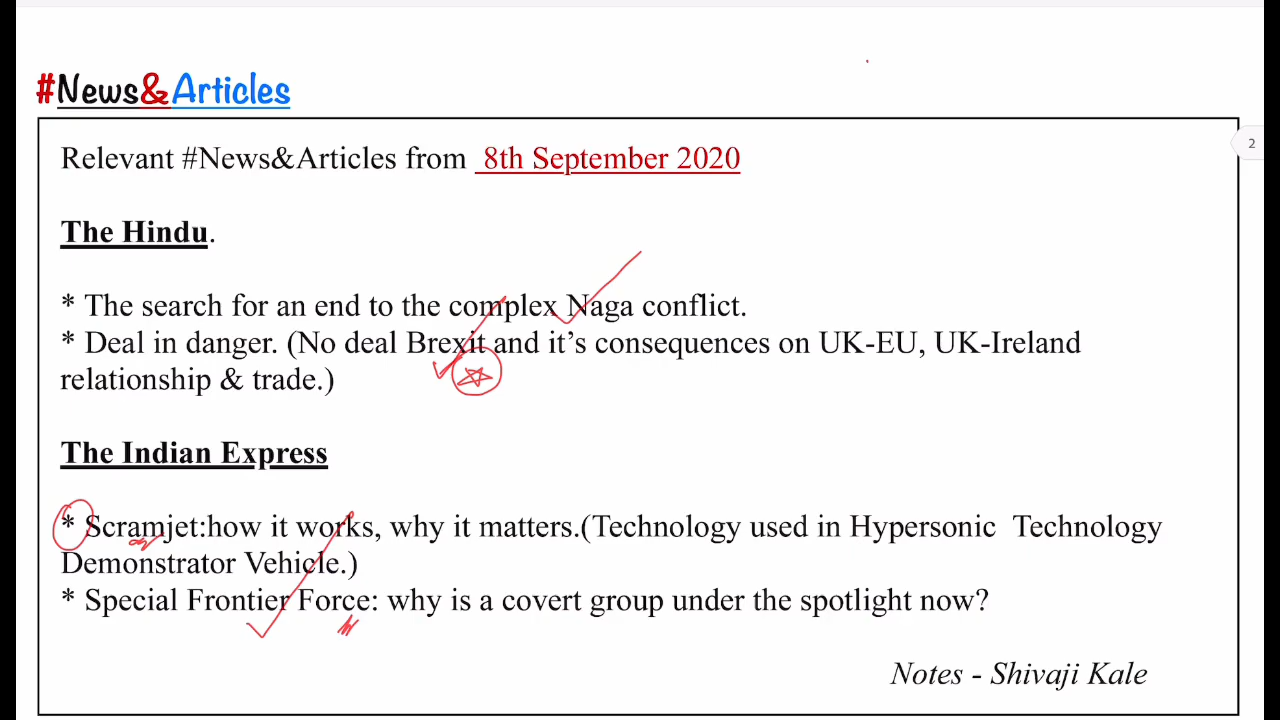 #News&Articles
2
Relevant #News&Articles from 8th September 2020
The Hindu.
* The search for an end to the complex Naga conflict.
* Deal in danger. (No deal Brexit and it’s consequences on UK-EU, UK-Ireland
relationship & trade.)
The Indian Express
* Scramjet:how it works, why it matters.(Technology used in Hypersonic Technology
Demonstrator Vehicle.)
* Special Frontier Force: why is a covert group under the spotlight now?
Notes - Shivaji Kale